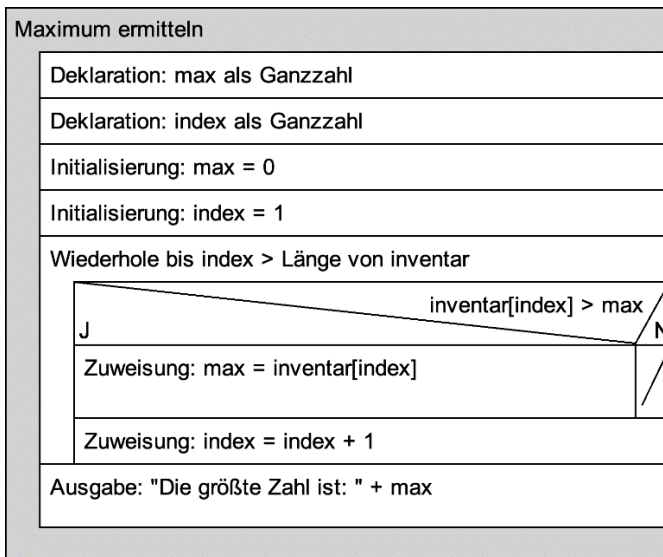 Maximum ermitteln
Deklaration: max als Ganzzahl
Deklaration: index als Ganzzahl
Initialisierung: max = 0
Initialisierung: index = 1
Wiederhole bis index > Länge von inventar
inventar[index] > max
J N
Zuweisung: max = inventar[index]
Zuweisung: index = index + 1
Ausgabe: "Die größte Zahl ist: " + max